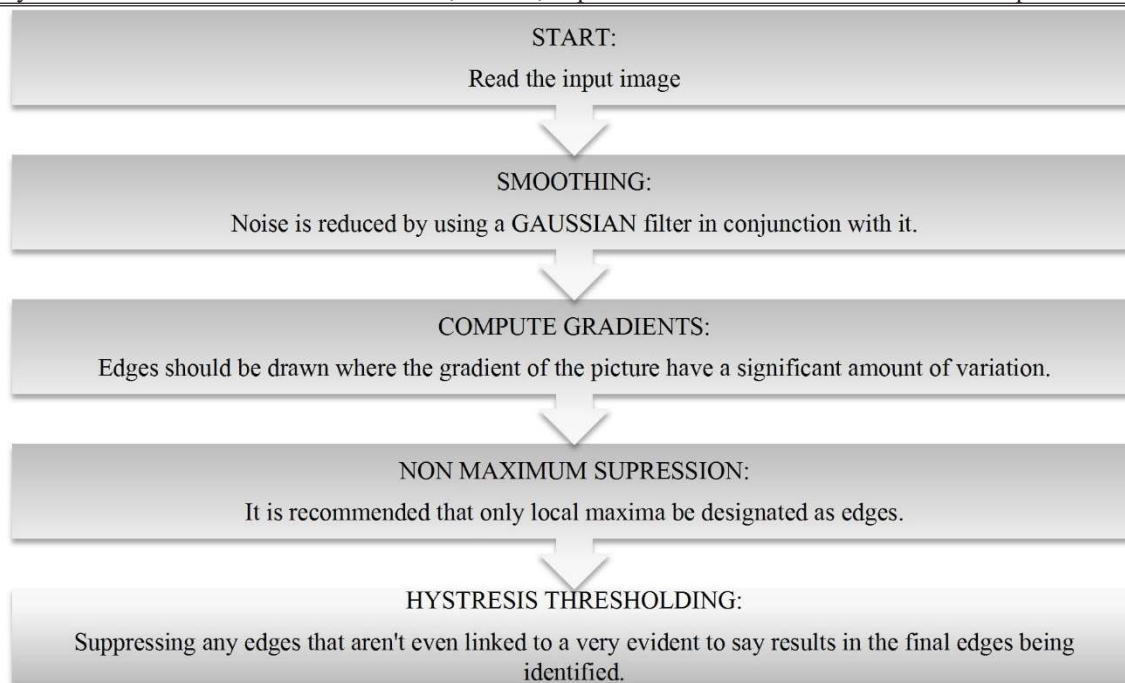 START:
Read the input image
SMOOTHING:
Noise is reduced by using a GAUSSIAN filter in conjunction with it.
COMPUTE GRADIENTS:
Edges should be drawn where the gradient of the picture have a significant amount of variation.
NON MAXIMUM SUPRESSION:
It is recommended that only local maxima be designated as edges.
HYSTRESIS THRESHOLDING:
Suppressing any edges that aren't even linked to a very evident to say results in the final edges being
identified.